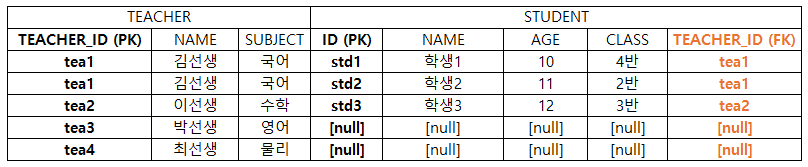 TEACHER STUDENT
TEACHER_ID (PK) NAME SUBJECT ID (PK) NAME AGE CLASS TEACHER_ID (FK)
tea1 김선생 국어 std1 학생1 10 4반 tea1
tea1 김선생 국어 std2 학생2 11 2반 tea1
tea2 이선생 수학 std3 학생3 12 3반 tea2
tea3 박선생 영어 [null] [null] [null] [null] [null]
tea4 최선생 물리 [null] [null] [null] [null] [null]